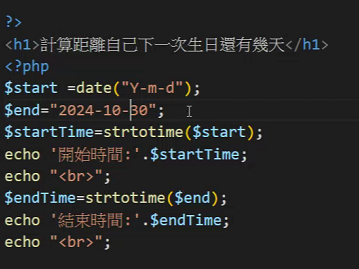 ?>
<h1>計算距離自己下一次生日還有幾天</h1>
<?php
$start =date("Y-m-d");
$end="2024-10-30";
$startTime=strtotime($start);
echo '開始時間:'.$startTime;
echo "<br>";
$endTime=strtotime($end);
echo '結束時間:'.$endTime;
echo "<br>";